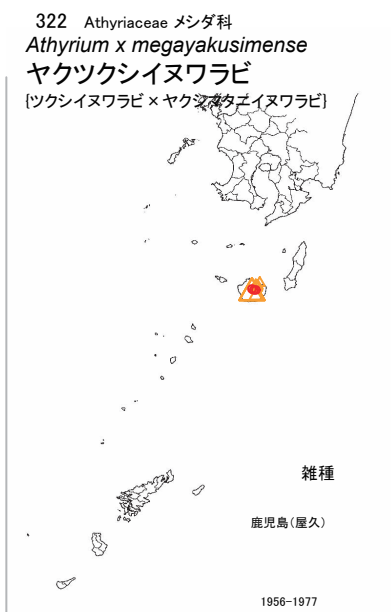 322 Athyriaceae メシダ科
Athyrium x megayakusimense
ヤクツクシイヌワラビ
{ツクシイヌワラビ × ヤクシマタニイヌワラビ}
雑種
鹿児島(屋久)
1956-1977